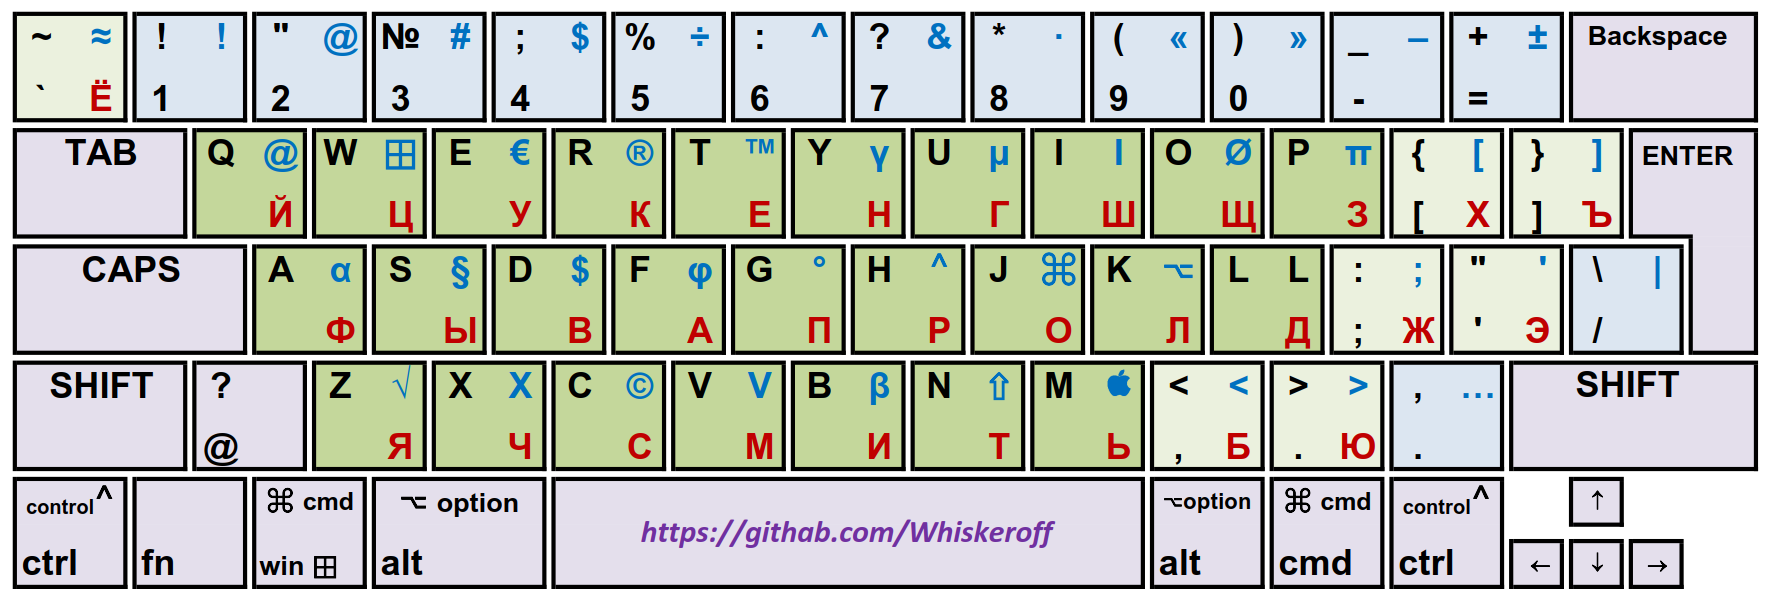 ~ ≈ ! ! " @ № # ; $ % ÷ : ^ ? & * · ( « ) » _ – + ± Backspace
` Ё 1 2 3 4 5 6 7 8 9 0 - =
TAB Q @ W ⊞ E € R ® T ™ Y γ U μ I I O Ø P π { [ } ] ENTER
Й Ц У К Е Н Г Ш Щ З [ Х ] Ъ
CAPS A α S § D $ F φ G ° H ^ J ⌘ K ⌥ L L : ; " ' \ |
Ф Ы В А П Р О Л Д ; Ж ' Э /
SHIFT ? Z √ X X C © V V B β N ⇧ M  < < > > , … SHIFT
@ Я Ч С М И Т Ь , Б . Ю .
control ^ ⌘ cmd ⌥ option ⌥option ⌘ cmd control ^ ↑
https://githab.com/Whiskeroff
ctrl fn win ⊞ alt alt cmd ctrl ← ↓ →